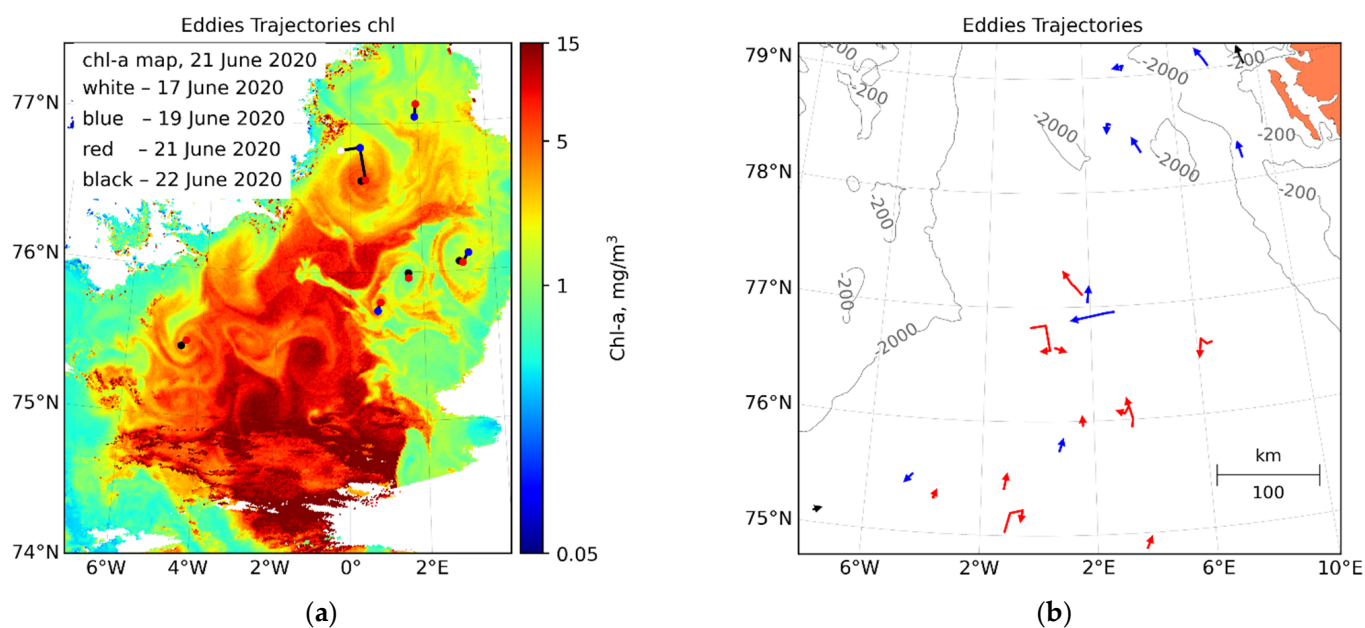 Eddies Trajectories chl
chl-a map, 21 June 2020
white – 17 June 2020
blue – 19 June 2020
red – 21 June 2020
black – 22 June 2020
77°N
76°N
75°N
74°N
6°W 4°W 2°W 0° 2°E
15
5
1
0.05
Chl-a, mg/m³
(a)
Eddies Trajectories
79°N
78°N
77°N
76°N
75°N
6°W 2°W 2°E 6°E 10°E
-200
-200
-200
-200
-2000
-2000
-2000
-2000
-200
-200
-200
km
100
(b)